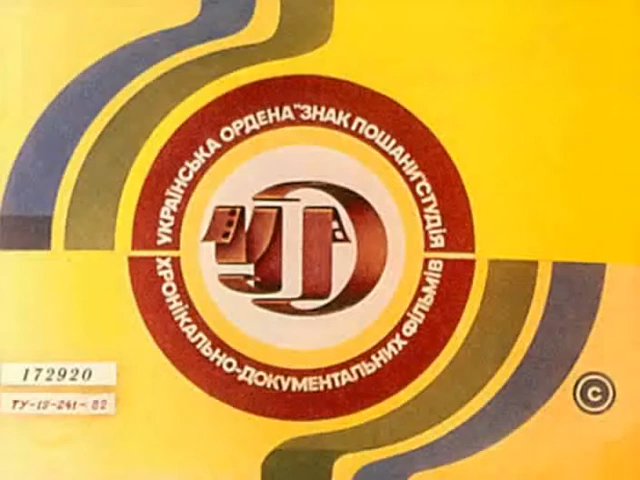 УКРАЇНСЬКА ОРДЕНА "ЗНАК ПОШАНИ" СТУДІЯ
ХРОНІКАЛЬНО-ДОКУМЕНТАЛЬНИХ ФІЛЬМІВ
172920
ТУ-19-241-82
©